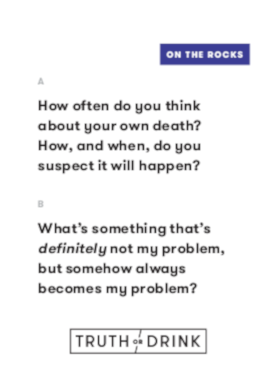 ON THE ROCKS
A
How often do you think
about your own death?
How, and when, do you
suspect it will happen?
B
What's something that's
definitely not my problem,
but somehow always
becomes my problem?
TRUTH OR DRINK